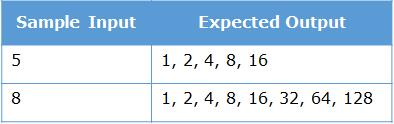 Sample Input Expected Output
5 1, 2, 4, 8, 16
8 1, 2, 4, 8, 16, 32, 64, 128